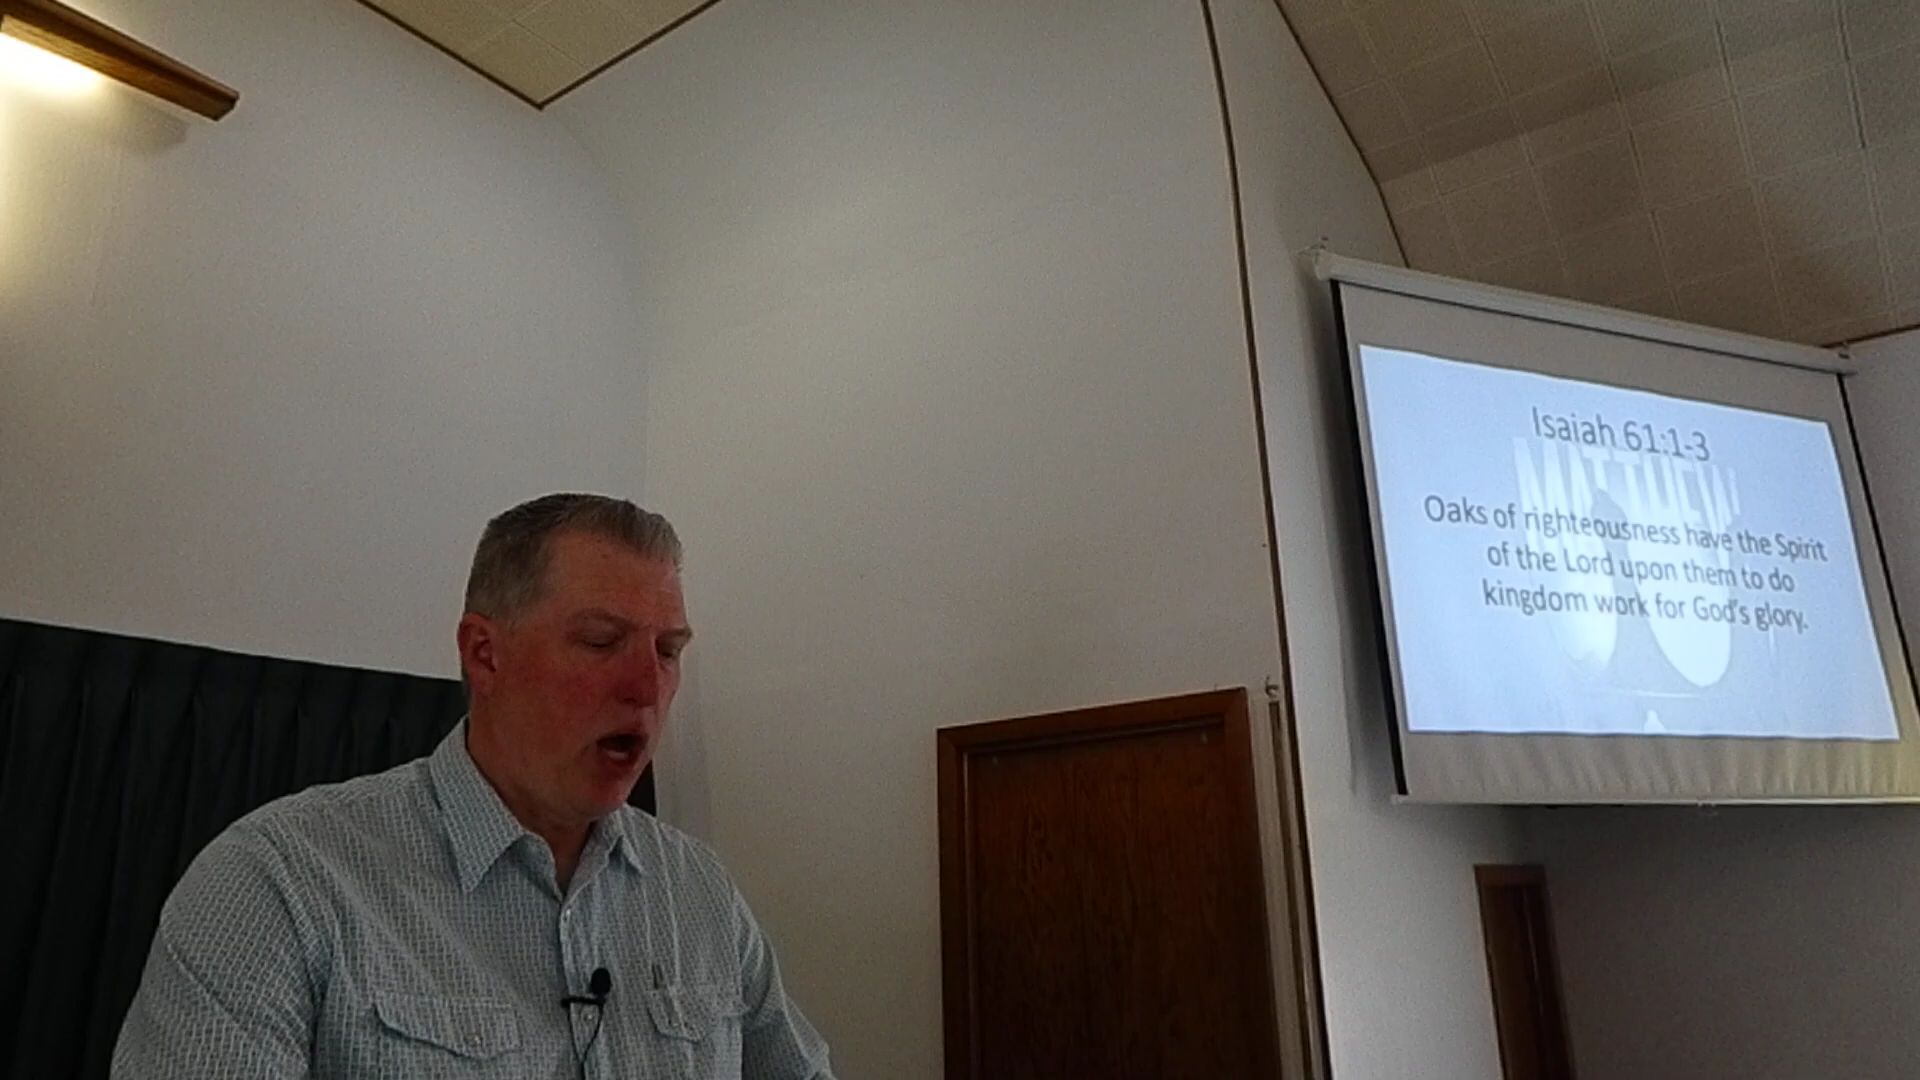 Isaiah 61:1-3
MATTHEW
Oaks of righteousness have the Spirit
of the Lord upon them to do
kingdom work for God's glory.